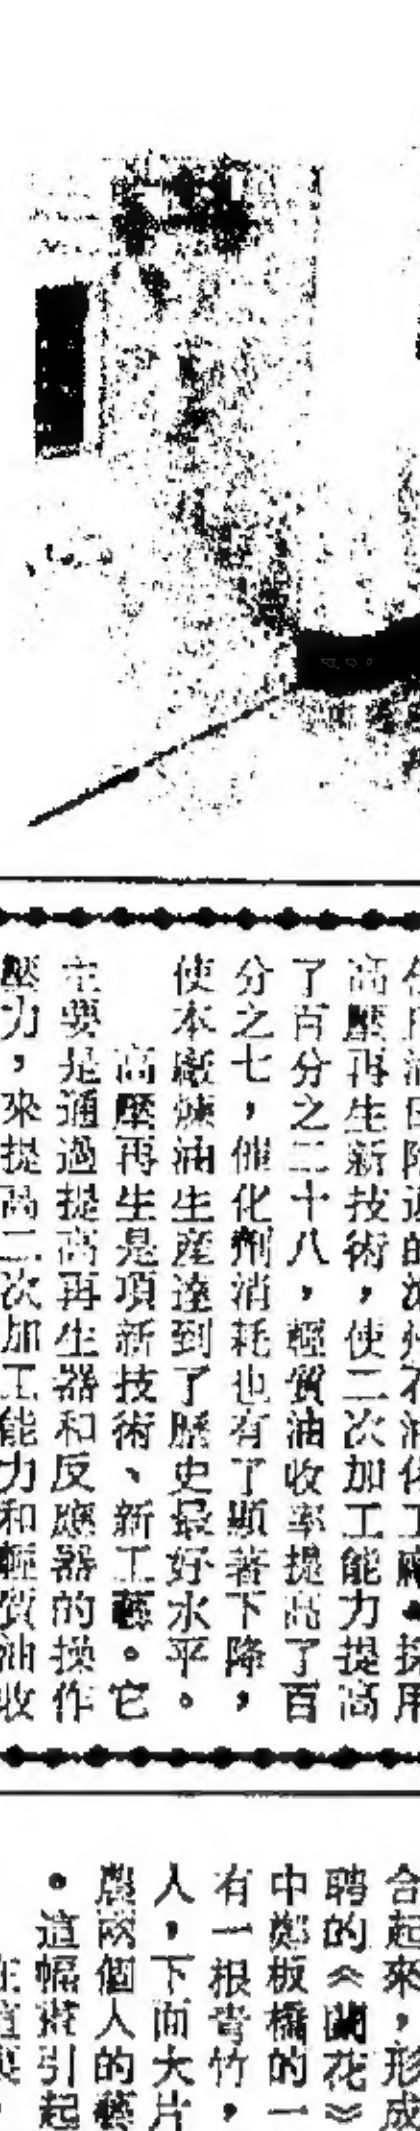 高壓再生新技術，使二次加工能力提高
了百分之二十八，輕質油收率提高了百
分之七，催化劑消耗也有了顯著下降，
使本廠煉油生産達到了歷史最好水平。
高壓再生是項新技術、新工藝。它
主要是通過提高再生器和反應器的操作
壓力，來提高二次加工能力和輕質油收
合起來，形成
聘的《蘭花》
中鄭板橋的一
有一根青竹，
人，下面大片
農兩個人的藝
。這幅
引起